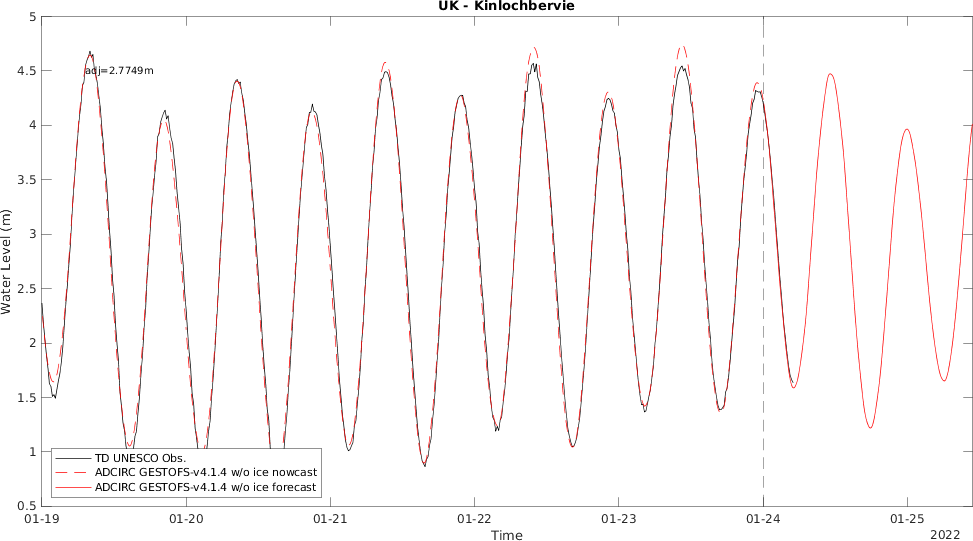 UK - Kinlochbervie
5
4.5
4
3.5
3
2.5
2
1.5
1
0.5
Water Level (m)
adj=2.7749m
TD UNESCO Obs.
ADCIRC GESTOFS-v4.1.4 w/o ice nowcast
ADCIRC GESTOFS-v4.1.4 w/o ice forecast
01-19 01-20 01-21 01-22 01-23 01-24 01-25
Time
2022